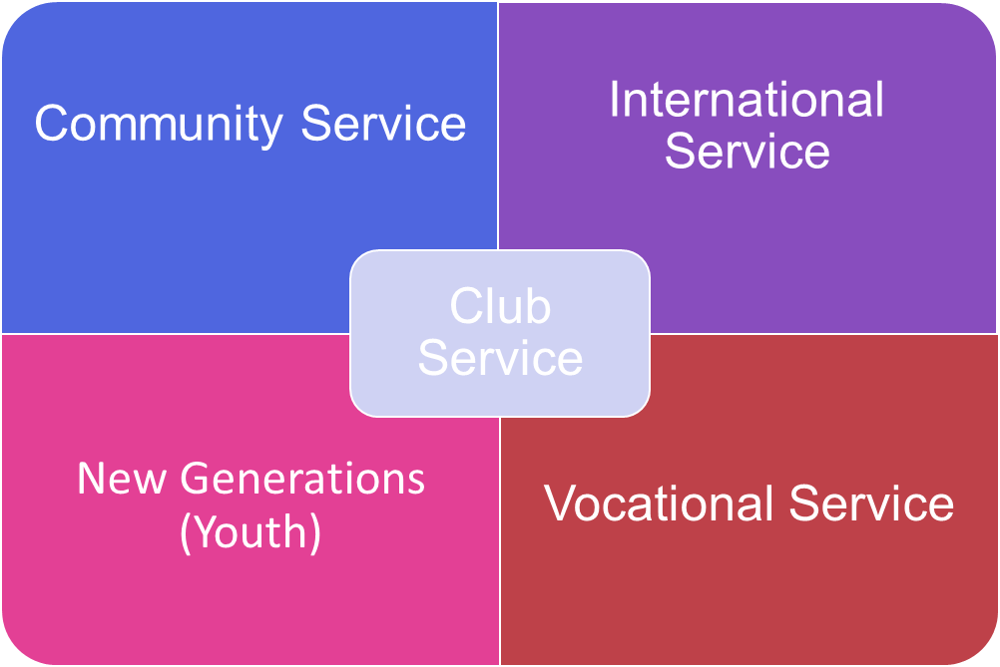 Community Service
International
Service
Club
Service
New Generations
(Youth)
Vocational Service